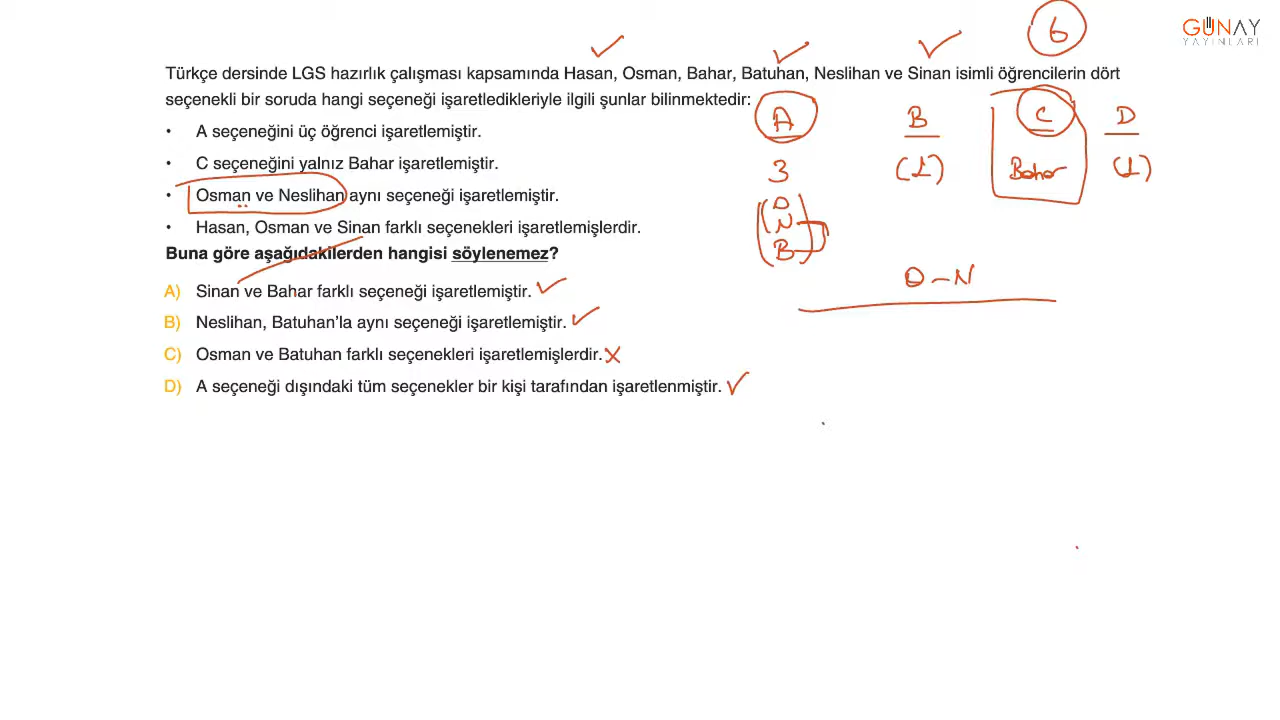 6
GÜNAY
YAYINLARI
Türkçe dersinde LGS hazırlık çalışması kapsamında Hasan, Osman, Bahar, Batuhan, Neslihan ve Sinan isimli öğrencilerin dört
seçenekli bir soruda hangi seçeneği işaretledikleriyle ilgili şunlar bilinmektedir:
A B C D
• A seçeneğini üç öğrenci işaretlemiştir.
• C seçeneğini yalnız Bahar işaretlemiştir.
3 (1) Bahar (1)
• Osman ve Neslihan aynı seçeneği işaretlemiştir.
O
N
• Hasan, Osman ve Sinan farklı seçenekleri işaretlemişlerdir.
B
Buna göre aşağıdakilerden hangisi söylenemez?
O - N
A) Sinan ve Bahar farklı seçeneği işaretlemiştir.
B) Neslihan, Batuhan'la aynı seçeneği işaretlemiştir.
C) Osman ve Batuhan farklı seçenekleri işaretlemişlerdir. X
D) A seçeneği dışındaki tüm seçenekler bir kişi tarafından işaretlenmiştir.